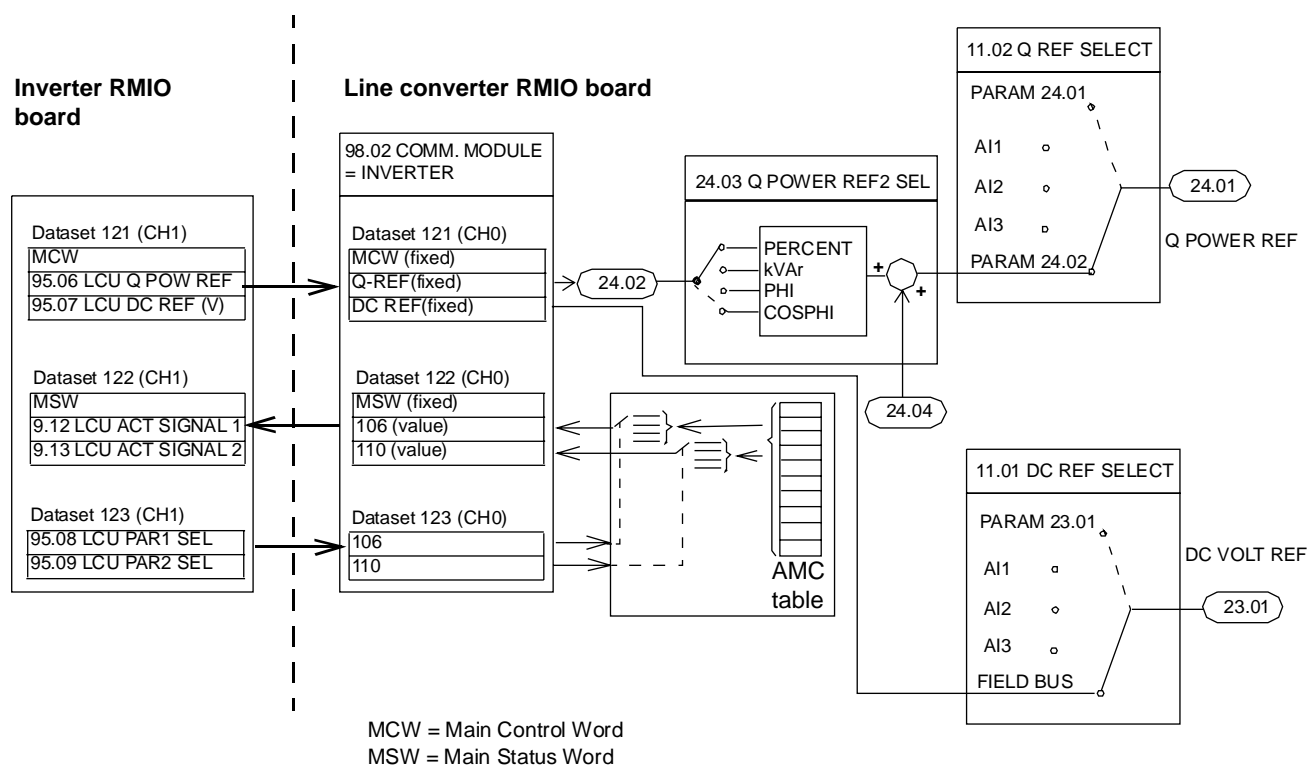 Inverter RMIO
board
Line converter RMIO board
Dataset 121 (CH1)
MCW
95.06 LCU Q POW REF
95.07 LCU DC REF (V)
Dataset 122 (CH1)
MSW
9.12 LCU ACT SIGNAL 1
9.13 LCU ACT SIGNAL 2
Dataset 123 (CH1)
95.08 LCU PAR1 SEL
95.09 LCU PAR2 SEL
98.02 COMM. MODULE
= INVERTER
Dataset 121 (CH0)
MCW (fixed)
Q-REF(fixed)
DC REF(fixed)
Dataset 122 (CH0)
MSW (fixed)
106 (value)
110 (value)
Dataset 123 (CH0)
106
110
24.02
24.03 Q POWER REF2 SEL
PERCENT
kVAr
PHI
COSPHI
+
+
24.04
AMC
table
11.02 Q REF SELECT
PARAM 24.01
AI1
AI2
AI3
PARAM 24.02
24.01
Q POWER REF
11.01 DC REF SELECT
PARAM 23.01
AI1
AI2
AI3
FIELD BUS
DC VOLT REF
23.01
MCW = Main Control Word
MSW = Main Status Word